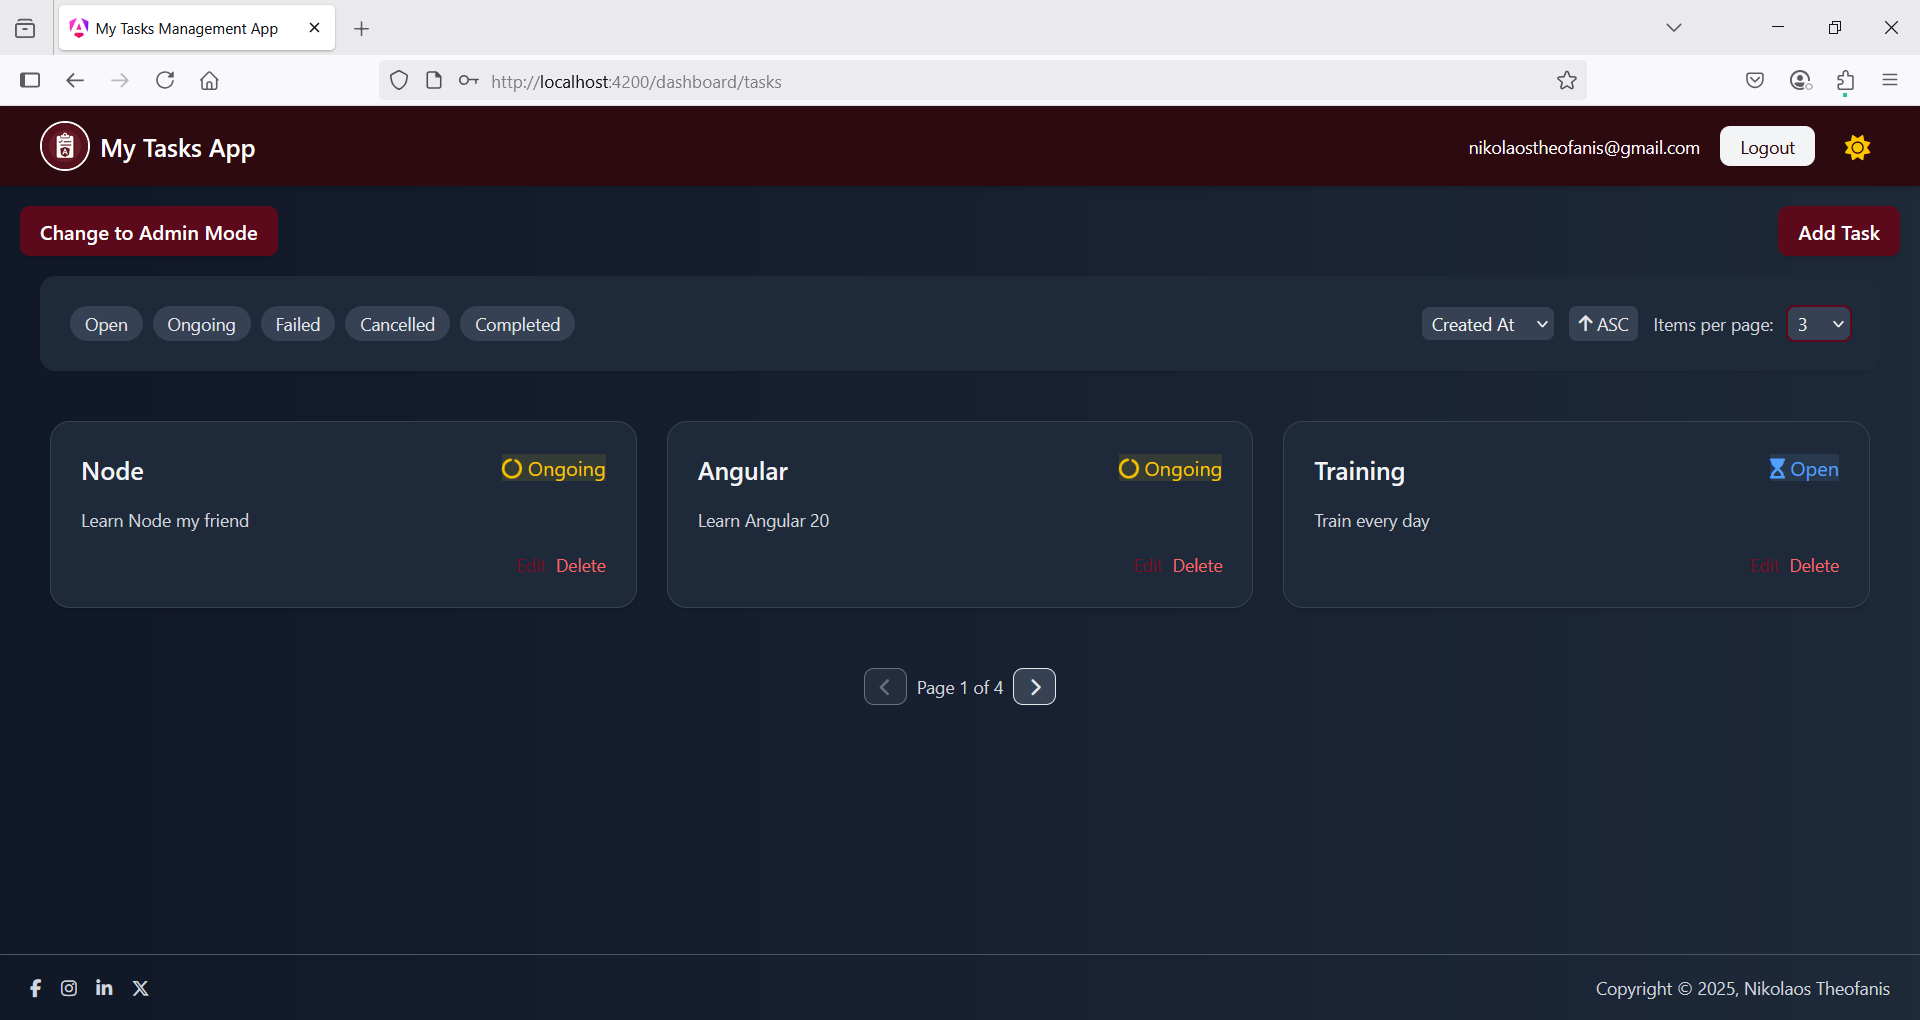 My Tasks Management App
http://localhost:4200/dashboard/tasks
My Tasks App
nikolaostheofanis@gmail.com
Logout
Change to Admin Mode
Add Task
Open Ongoing Failed Cancelled Completed
Created At
ASC
Items per page:
3
Node
Ongoing
Learn Node my friend
Edit Delete
Angular
Ongoing
Learn Angular 20
Edit Delete
Training
Open
Train every day
Edit Delete
Page 1 of 4
Copyright © 2025, Nikolaos Theofanis